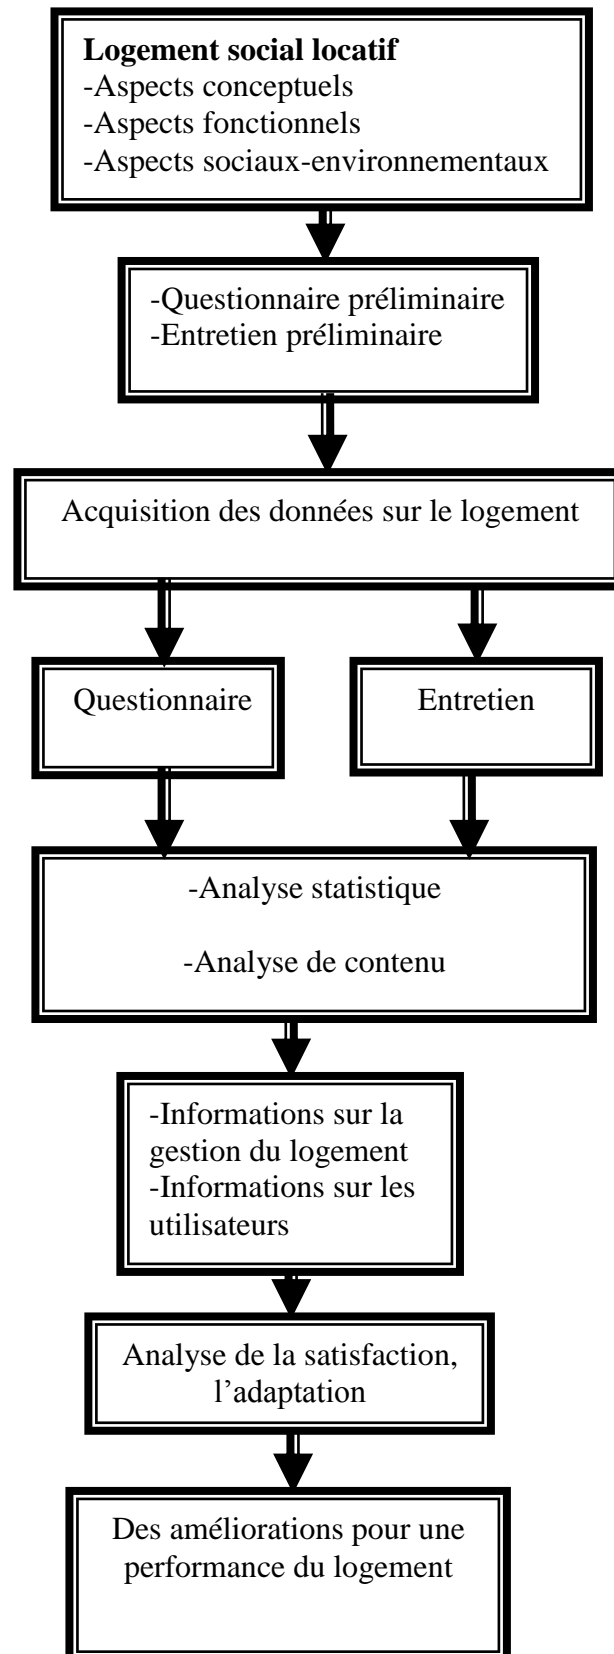 Logement social locatif
-Aspects conceptuels
-Aspects fonctionnels
-Aspects sociaux-environnementaux
-Questionnaire préliminaire
-Entretien préliminaire
Acquisition des données sur le logement
Questionnaire
Entretien
-Analyse statistique
-Analyse de contenu
-Informations sur la
gestion du logement
-Informations sur les
utilisateurs
Analyse de la satisfaction,
l’adaptation
Des améliorations pour une
performance du logement